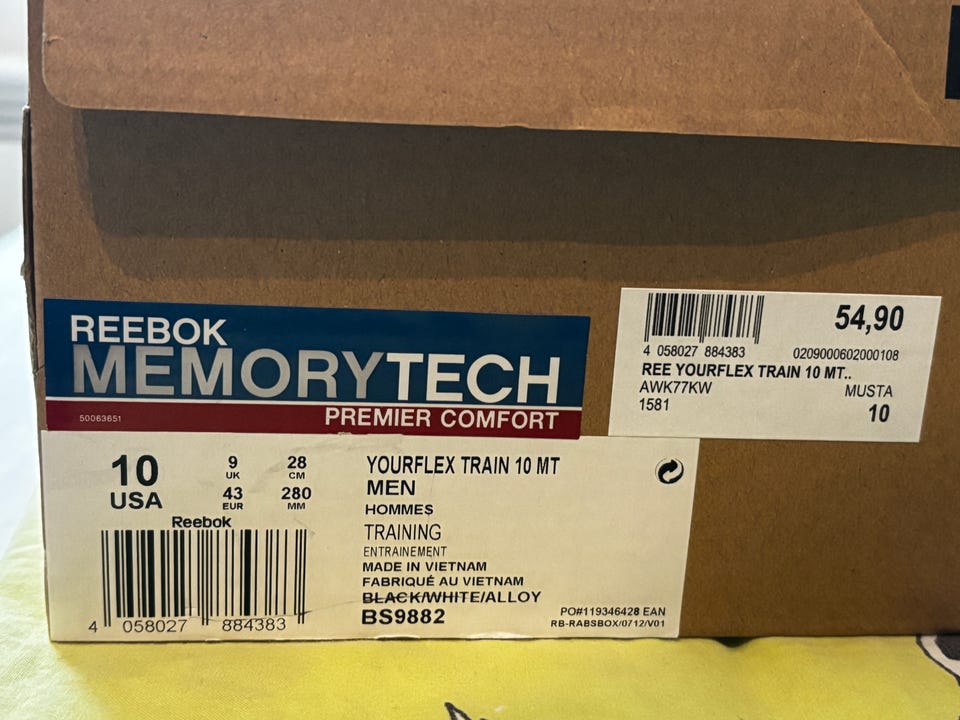 REEBOK
MEMORYTECH
PREMIER COMFORT
50063651
54,90
4 058027 884383
0209000602000108
REE YOURFLEX TRAIN 10 MT..
AWK77KW
MUSTA
1581
10
10
USA
9
UK
28
CM
43
EUR
280
MM
Reebok
4 058027 884383
YOURFLEX TRAIN 10 MT
MEN
HOMMES
TRAINING
ENTRAINEMENT
MADE IN VIETNAM
FABRIQUÉ AU VIETNAM
BLACK/WHITE/ALLOY
BS9882
PO#119346428 EAN
RB-RABSBOX/0712/V01